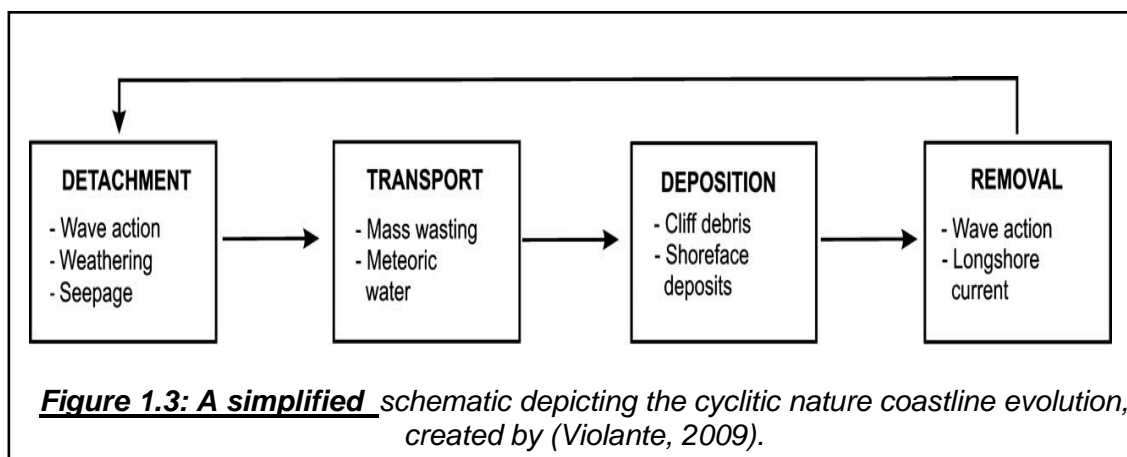 DETACHMENT
- Wave action
- Weathering
- Seepage
TRANSPORT
- Mass wasting
- Meteoric
water
DEPOSITION
- Cliff debris
- Shoreface
deposits
REMOVAL
- Wave action
- Longshore
current
Figure 1.3: A simplified schematic depicting the cyclitic nature coastline evolution,
created by (Violante, 2009).